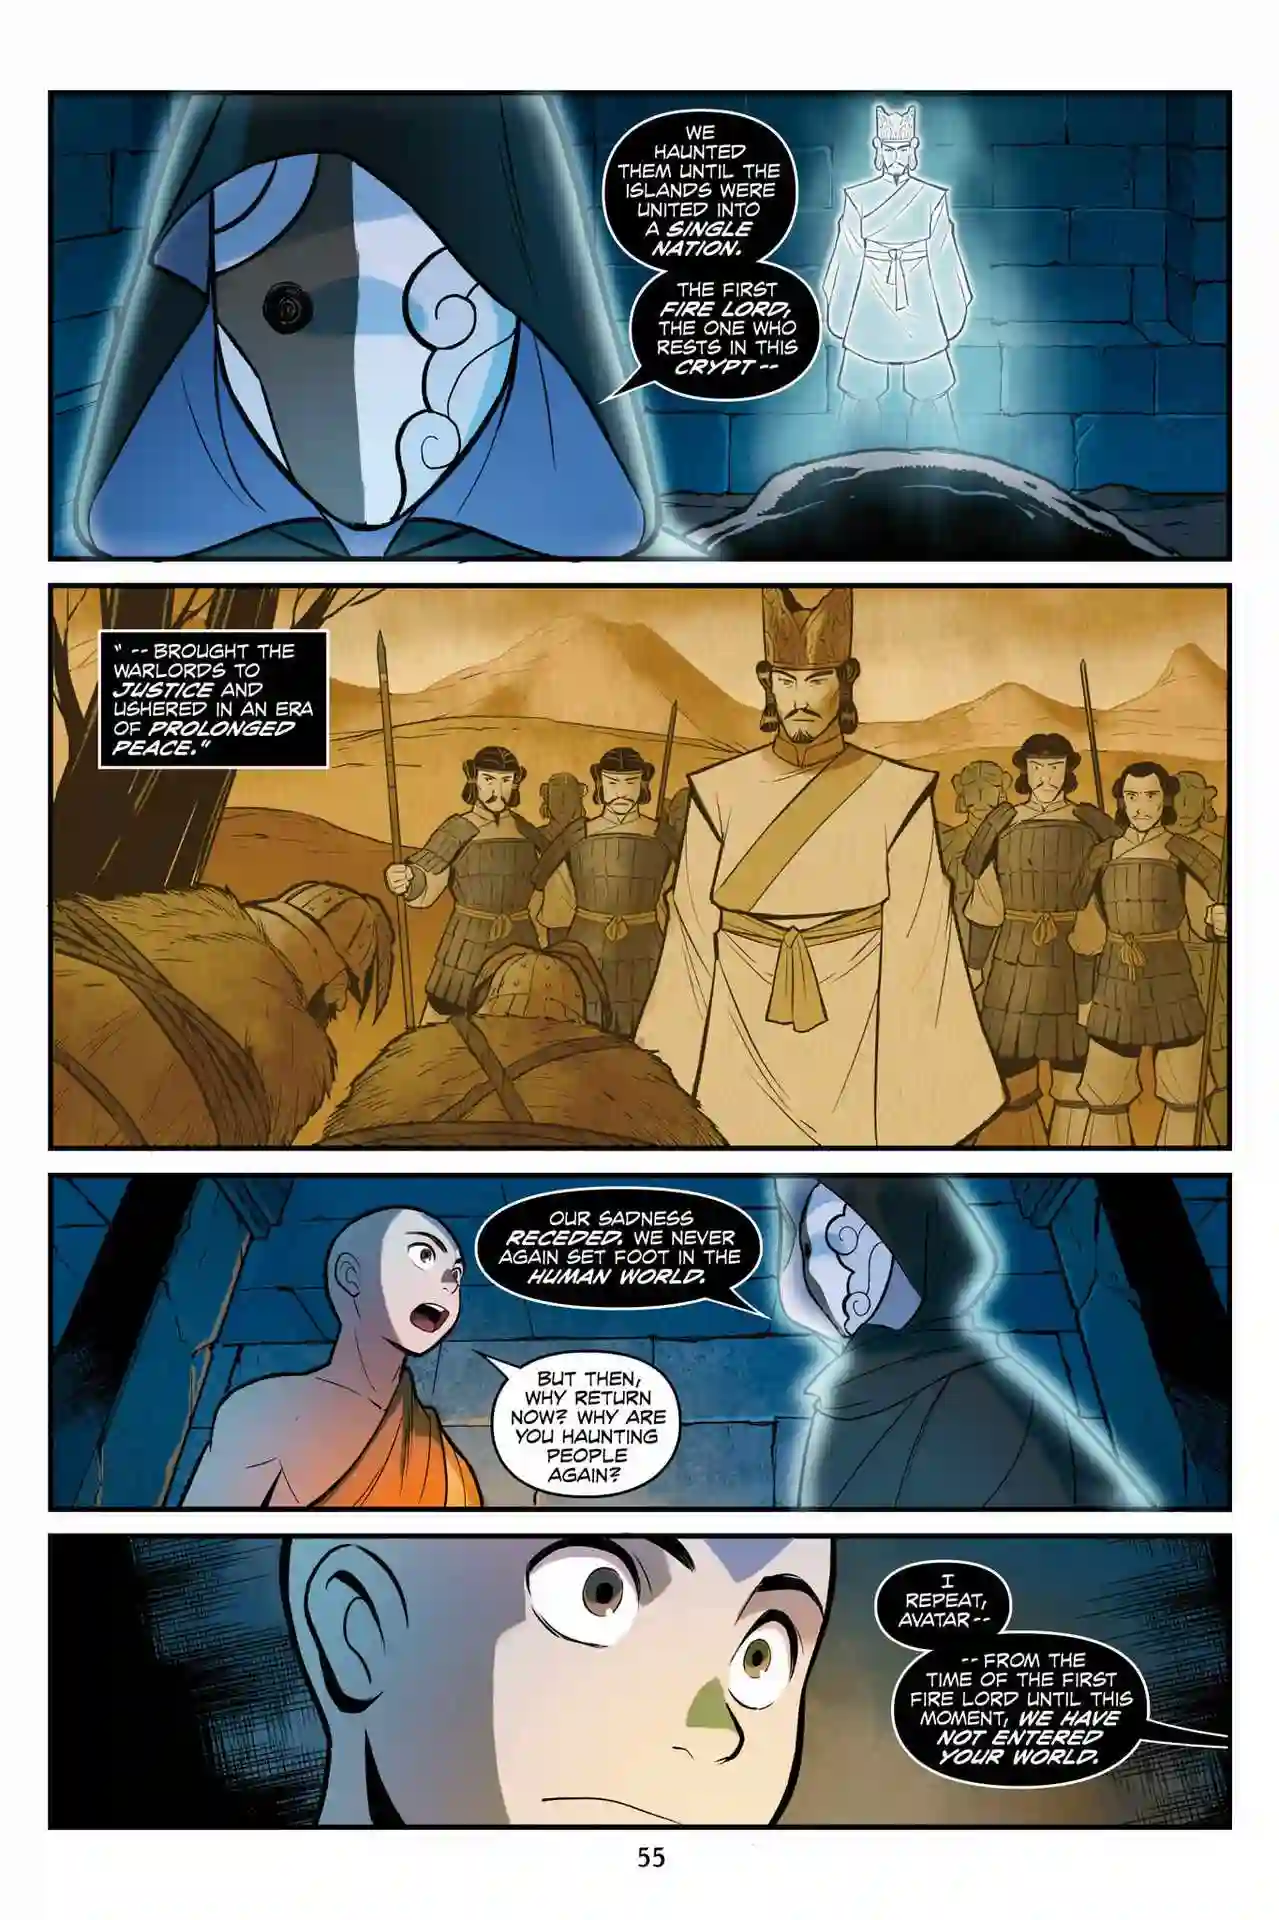 WE
HAUNTED
THEM UNTIL THE
ISLANDS WERE
UNITED INTO
A SINGLE
NATION.
THE FIRST
FIRE LORD,
THE ONE WHO
RESTS IN THIS
CRYPT --
" -- BROUGHT THE
WARLORDS TO
JUSTICE AND
USHERED IN AN ERA
OF PROLONGED
PEACE."
OUR SADNESS
RECEDED. WE NEVER
AGAIN SET FOOT IN THE
HUMAN WORLD.
BUT THEN,
WHY RETURN
NOW? WHY ARE
YOU HAUNTING
PEOPLE
AGAIN?
I
REPEAT,
AVATAR --
-- FROM THE
TIME OF THE FIRST
FIRE LORD UNTIL THIS
MOMENT, WE HAVE
NOT ENTERED
YOUR WORLD.
55